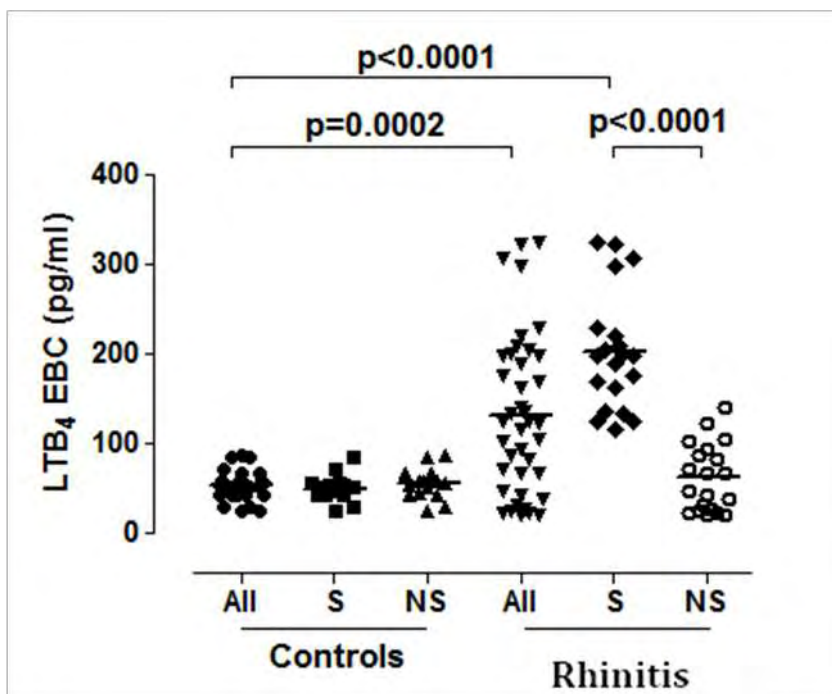 p<0.0001
p=0.0002 p<0.0001
400
300
200
100
0
LTB₄ EBC (pg/ml)
All S NS All S NS
Controls Rhinitis